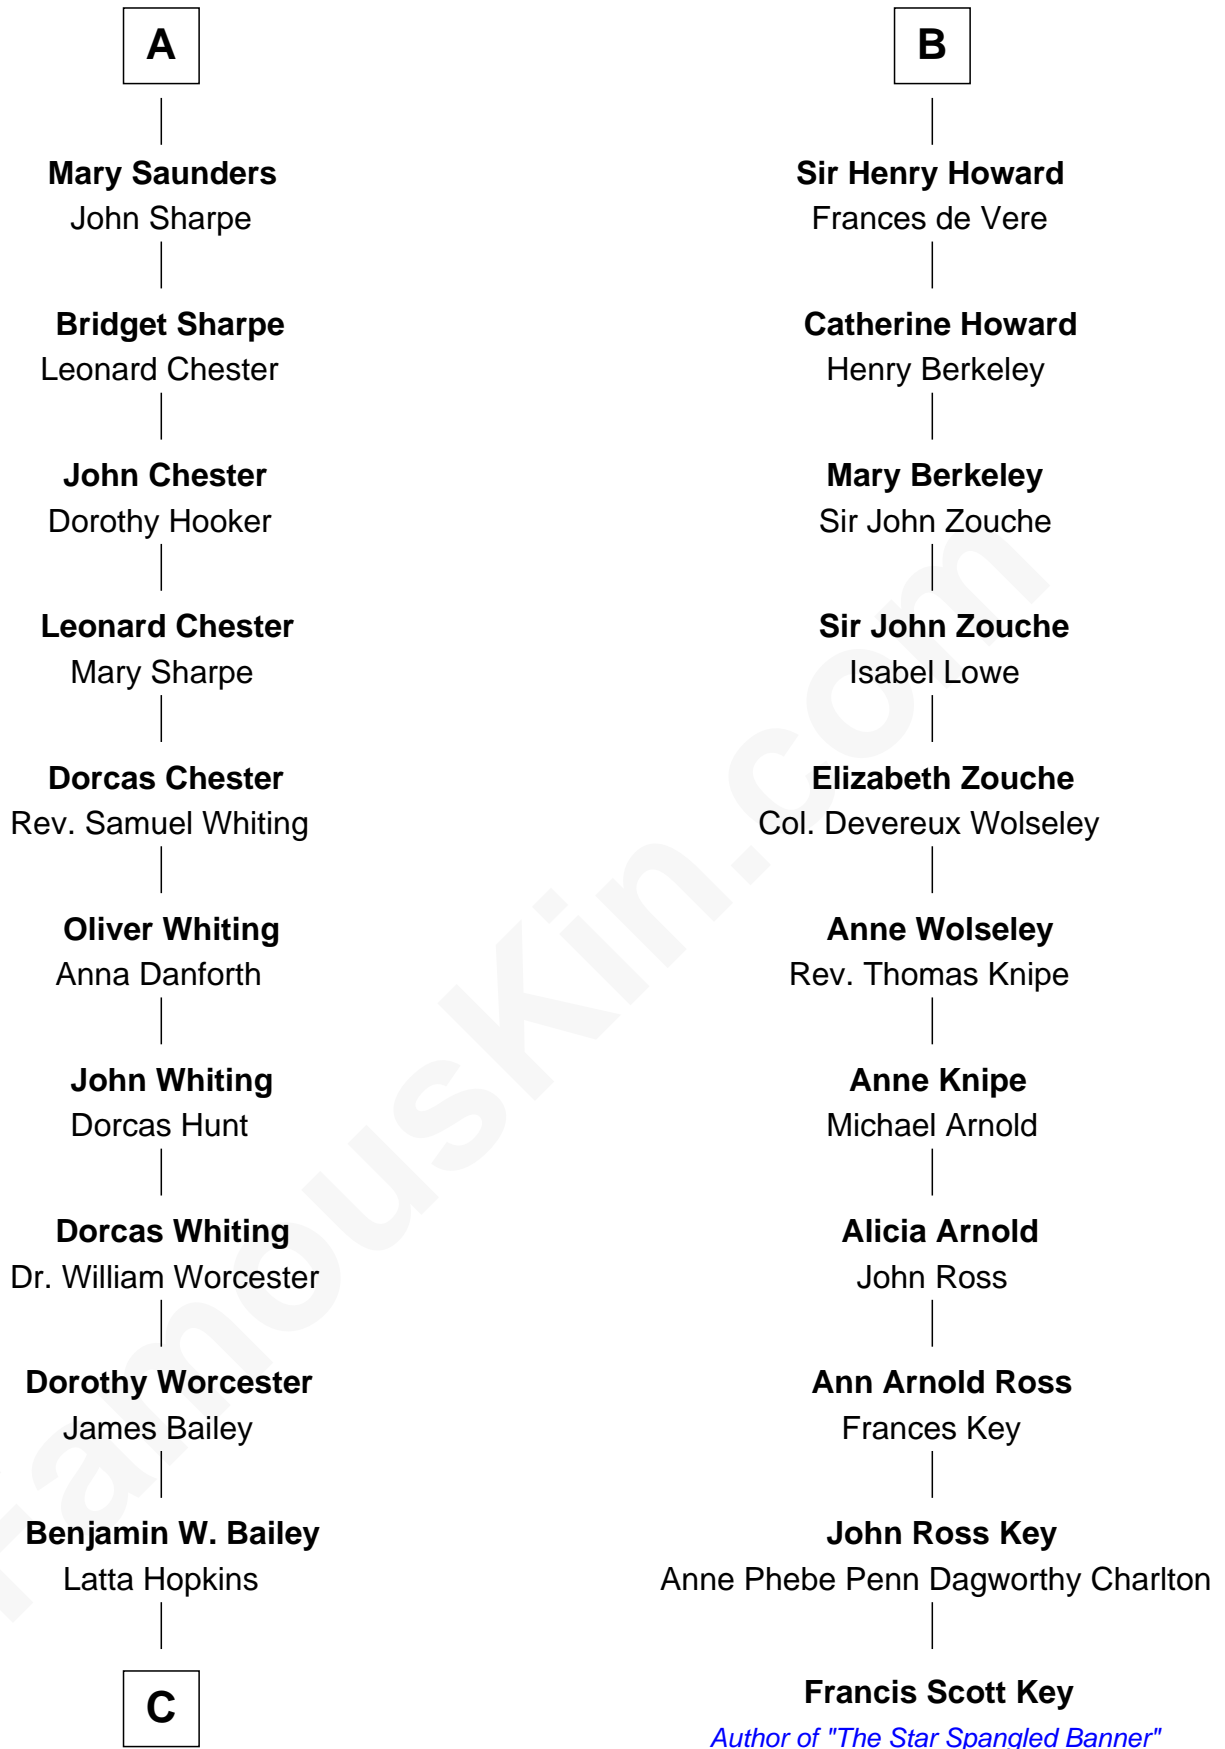 A
Mary Saunders
John Sharpe
Bridget Sharpe
Leonard Chester
John Chester
Dorothy Hooker
Leonard Chester
Mary Sharpe
Dorcas Chester
Rev. Samuel Whiting
Oliver Whiting
Anna Danforth
John Whiting
Dorcas Hunt
Dorcas Whiting
Dr. William Worcester
Dorothy Worcester
James Bailey
Benjamin W. Bailey
Latta Hopkins
C
B
Sir Henry Howard
Frances de Vere
Catherine Howard
Henry Berkeley
Mary Berkeley
Sir John Zouche
Sir John Zouche
Isabel Lowe
Elizabeth Zouche
Col. Devereux Wolseley
Anne Wolseley
Rev. Thomas Knipe
Anne Knipe
Michael Arnold
Alicia Arnold
John Ross
Ann Arnold Ross
Frances Key
John Ross Key
Anne Phebe Penn Dagworthy Charlton
Francis Scott Key
Author of "The Star Spangled Banner"
FamousKin.com